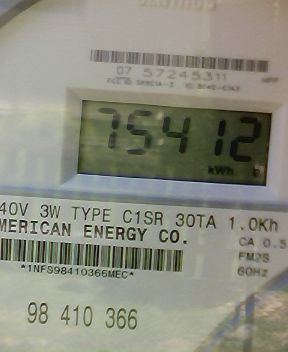 07 57245311
75412
kWh
40V 3W TYPE C1SR 30TA 1.0Kh
MERICAN ENERGY CO.
CA 0.5
FM2S
60Hz
*1NFS98410366MEC*
98 410 366